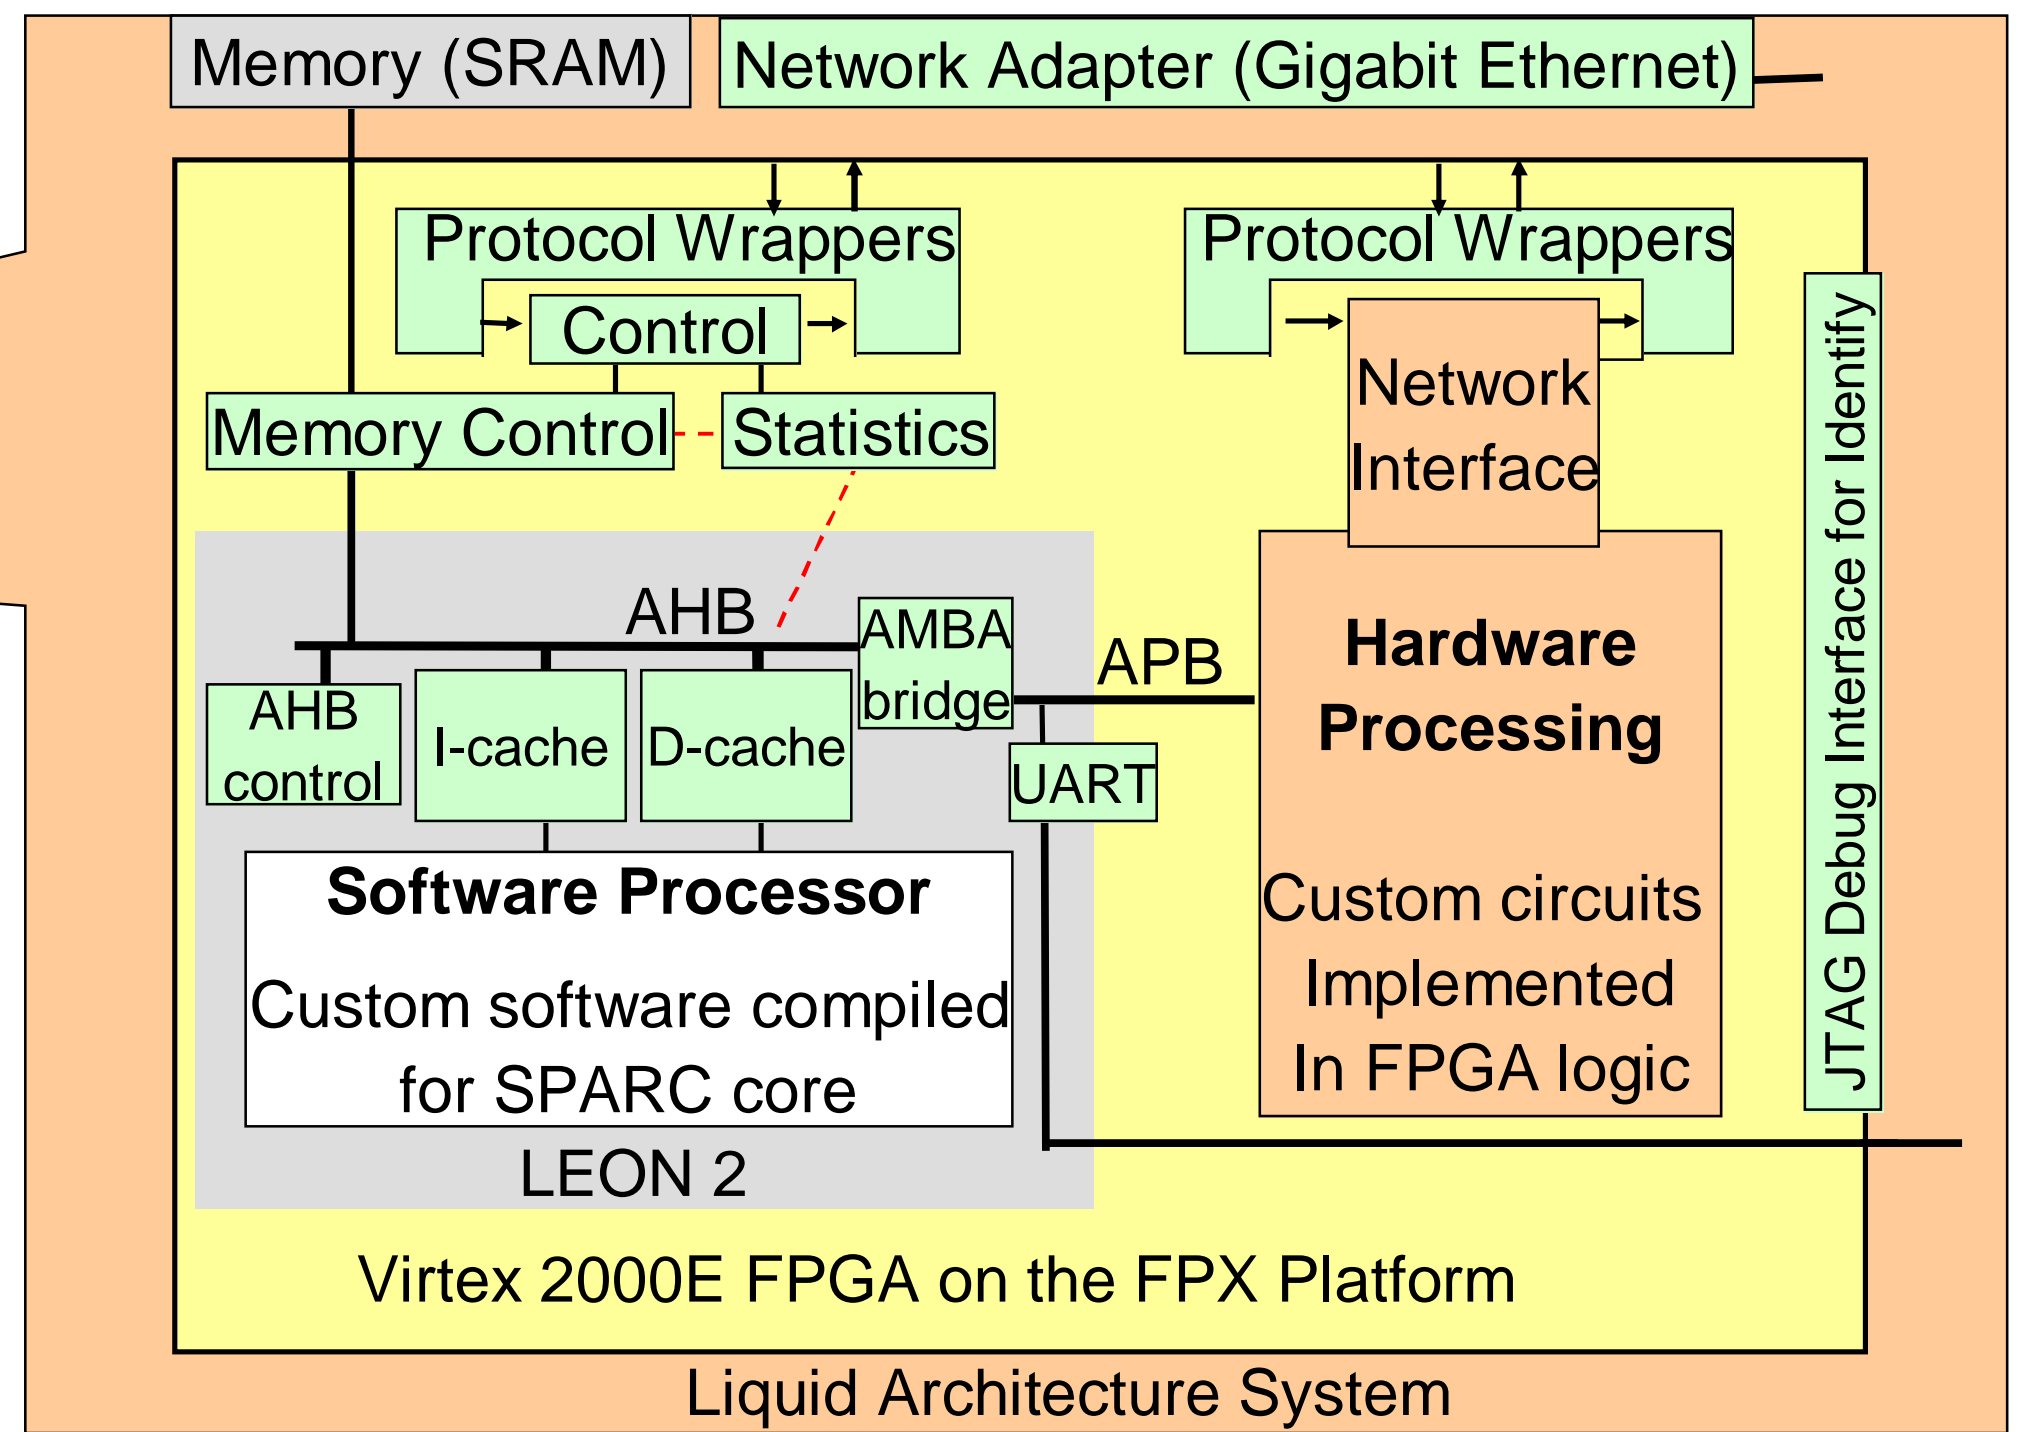 Memory (SRAM)
Network Adapter (Gigabit Ethernet)
Protocol Wrappers
Protocol Wrappers
Control
Network
Interface
Memory Control
Statistics
JTAG Debug Interface for Identify
AHB
AMBA
bridge
APB
AHB
control
I-cache
D-cache
UART
Hardware
Processing
Custom circuits
Implemented
In FPGA logic
Software Processor
Custom software compiled
for SPARC core
LEON 2
Virtex 2000E FPGA on the FPX Platform
Liquid Architecture System